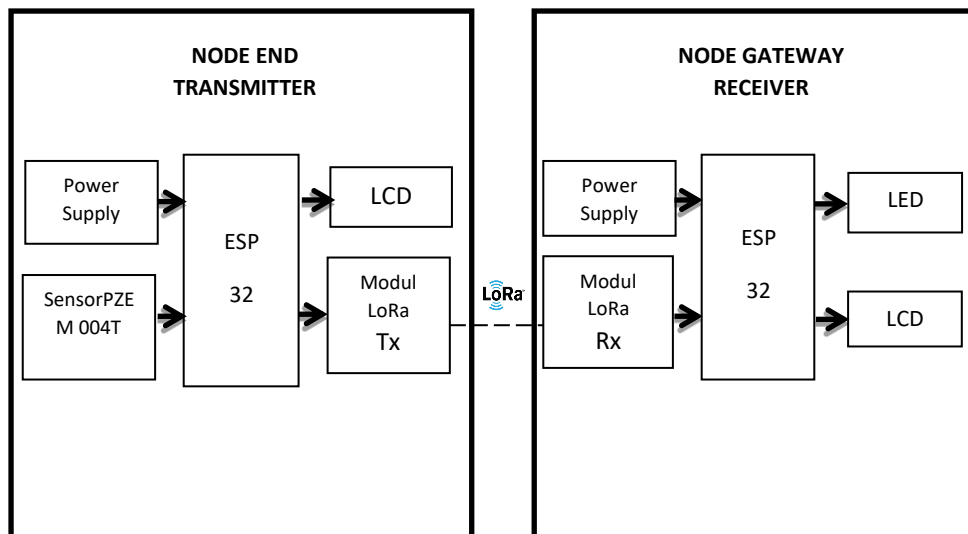 NODE END
TRANSMITTER
Power
Supply
SensorPZE
M 004T
ESP
32
LCD
Modul
LoRa
Tx
LoRa
NODE GATEWAY
RECEIVER
Power
Supply
Modul
LoRa
Rx
ESP
32
LED
LCD